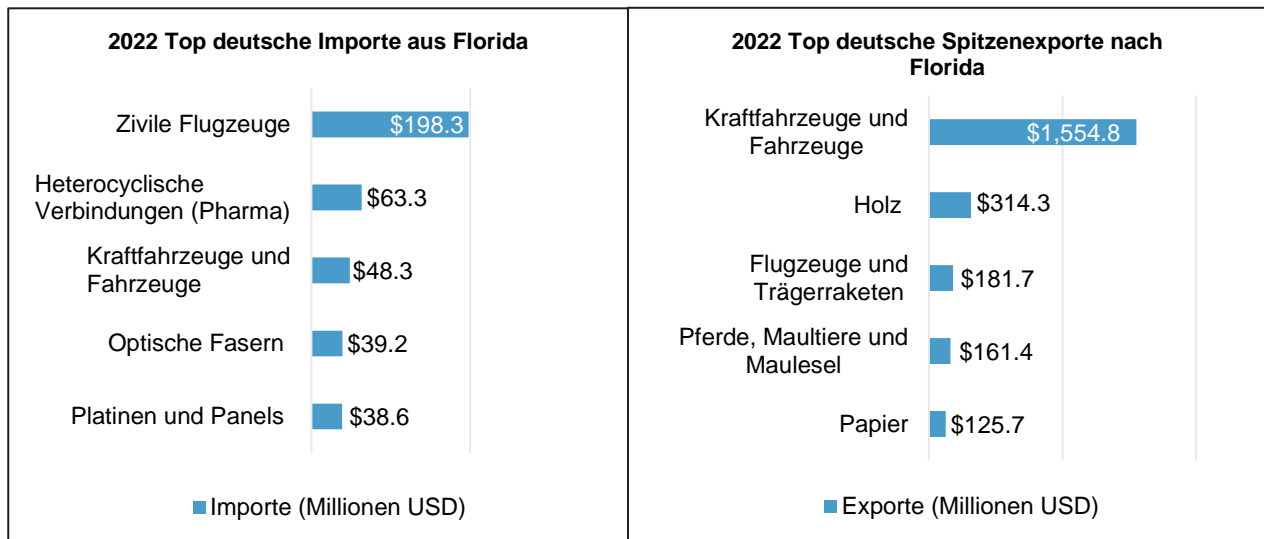 2022 Top deutsche Importe aus Florida
Zivile Flugzeuge
$198.3
Heterocyclische
Verbindungen (Pharma)
$63.3
Kraftfahrzeuge und
Fahrzeuge
$48.3
Optische Fasern
$39.2
Platinen und Panels
$38.6
Importe (Millionen USD)
2022 Top deutsche Spitzenexporte nach
Florida
Kraftfahrzeuge und
Fahrzeuge
$1,554.8
Holz
$314.3
Flugzeuge und
Trägerraketen
$181.7
Pferde, Maultiere und
Maulesel
$161.4
Papier
$125.7
Exporte (Millionen USD)